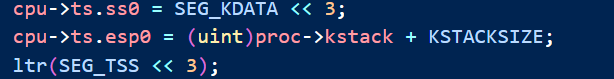 cpu->ts.ss0 = SEG_KDATA << 3;
cpu->ts.esp0 = (uint)proc->kstack + KSTACKSIZE;
ltr(SEG_TSS << 3);